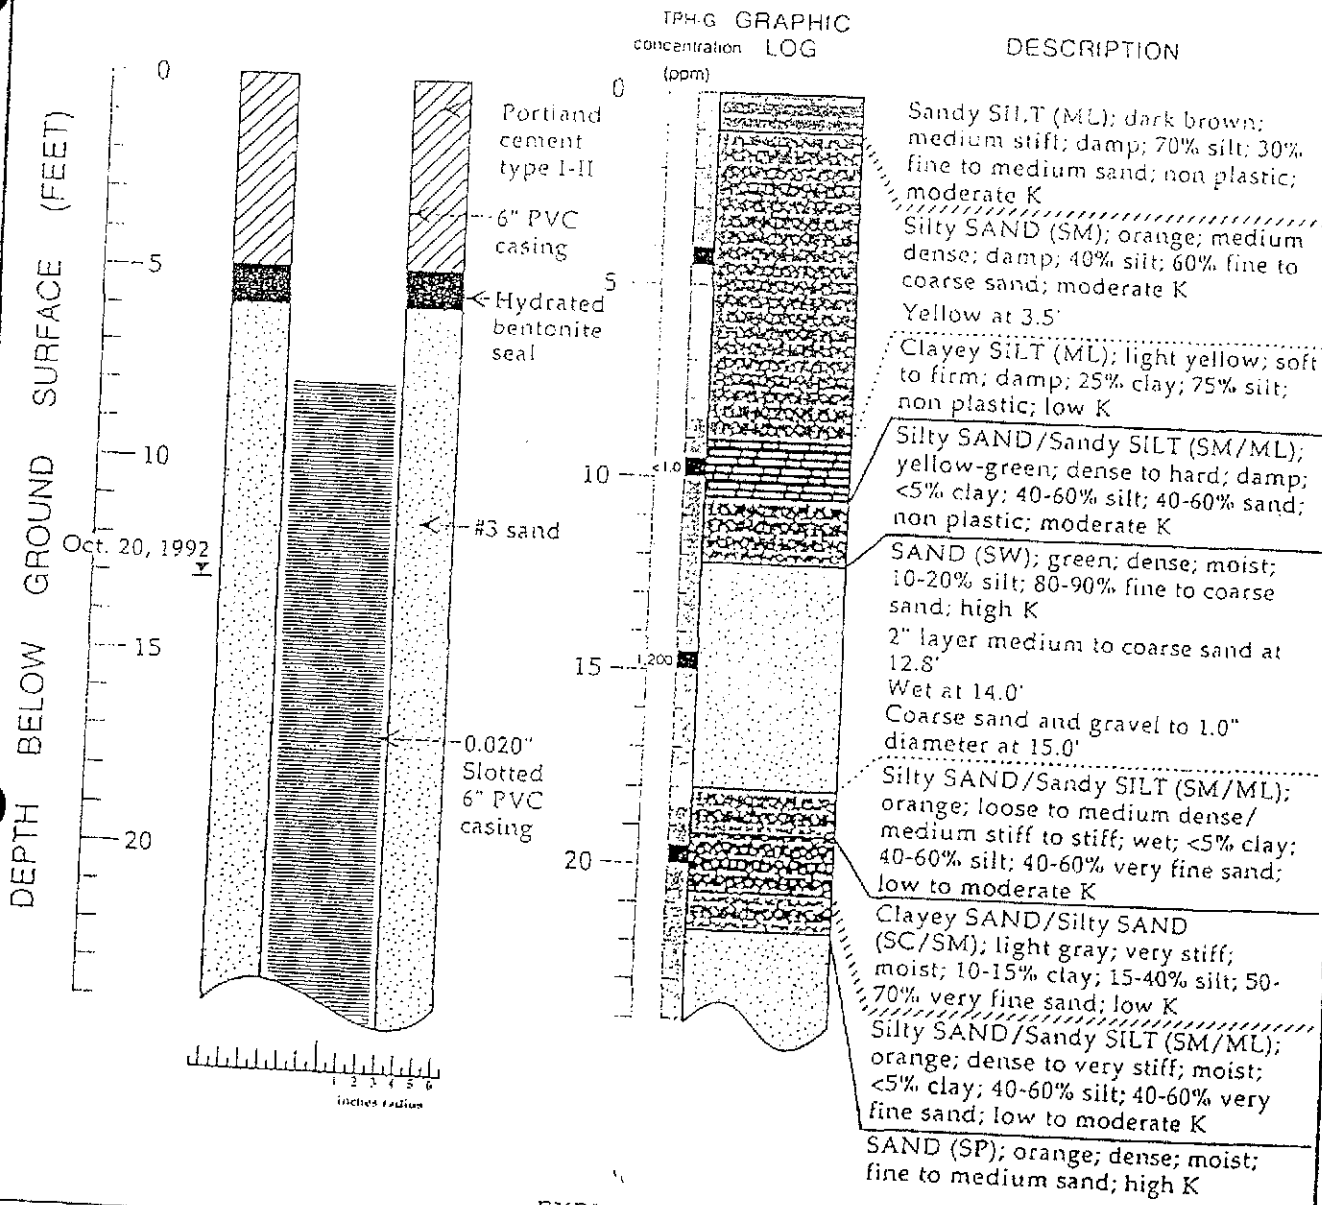 TPH-G GRAPHIC
concentration LOG
(ppm)
DESCRIPTION
DEPTH BELOW GROUND SURFACE (FEET)
0
5
10
Oct. 20, 1992
15
20
Portland
cement
type I-II
6" PVC
casing
Hydrated
bentonite
seal
#3 sand
0.020"
Slotted
6" PVC
casing
1 2 3 4 5 6
inches radius
0
5
10
<1.0
15
1,200
20
Sandy SILT (ML); dark brown;
medium stiff; damp; 70% silt; 30%
fine to medium sand; non plastic;
moderate K
Silty SAND (SM); orange; medium
dense; damp; 40% silt; 60% fine to
coarse sand; moderate K
Yellow at 3.5'
Clayey SILT (ML); light yellow; soft
to firm; damp; 25% clay; 75% silt;
non plastic; low K
Silty SAND/Sandy SILT (SM/ML);
yellow-green; dense to hard; damp;
<5% clay; 40-60% silt; 40-60% sand;
non plastic; moderate K
SAND (SW); green; dense; moist;
10-20% silt; 80-90% fine to coarse
sand; high K
2" layer medium to coarse sand at
12.8'
Wet at 14.0'
Coarse sand and gravel to 1.0"
diameter at 15.0'
Silty SAND/Sandy SILT (SM/ML);
orange; loose to medium dense/
medium stiff to stiff; wet; <5% clay;
40-60% silt; 40-60% very fine sand;
low to moderate K
Clayey SAND/Silty SAND
(SC/SM); light gray; very stiff;
moist; 10-15% clay; 15-40% silt; 50-
70% very fine sand; low K
Silty SAND/Sandy SILT (SM/ML);
orange; dense to very stiff; moist;
<5% clay; 40-60% silt; 40-60% very
fine sand; low to moderate K
SAND (SP); orange; dense; moist;
fine to medium sand; high K